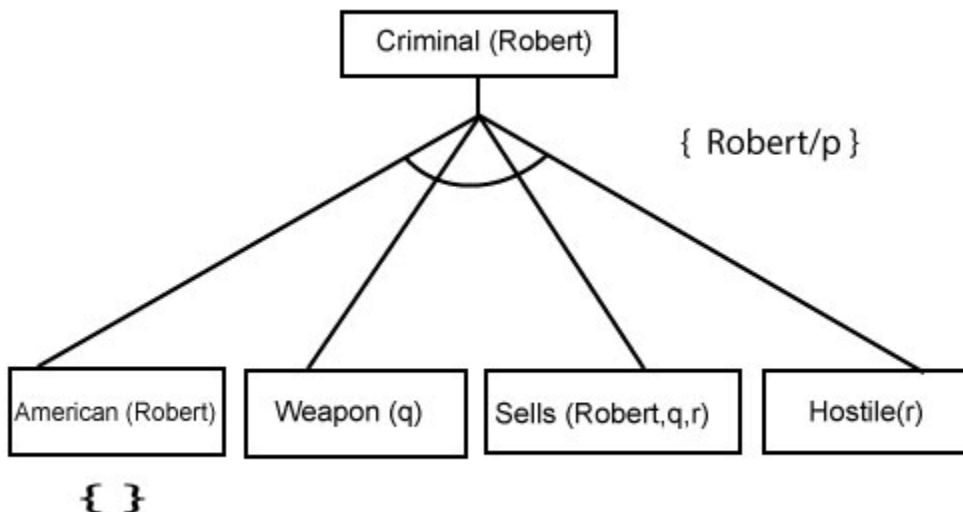 Criminal (Robert)
{ Robert/p }
American (Robert)
Weapon (q)
Sells (Robert,q,r)
Hostile(r)
{ }